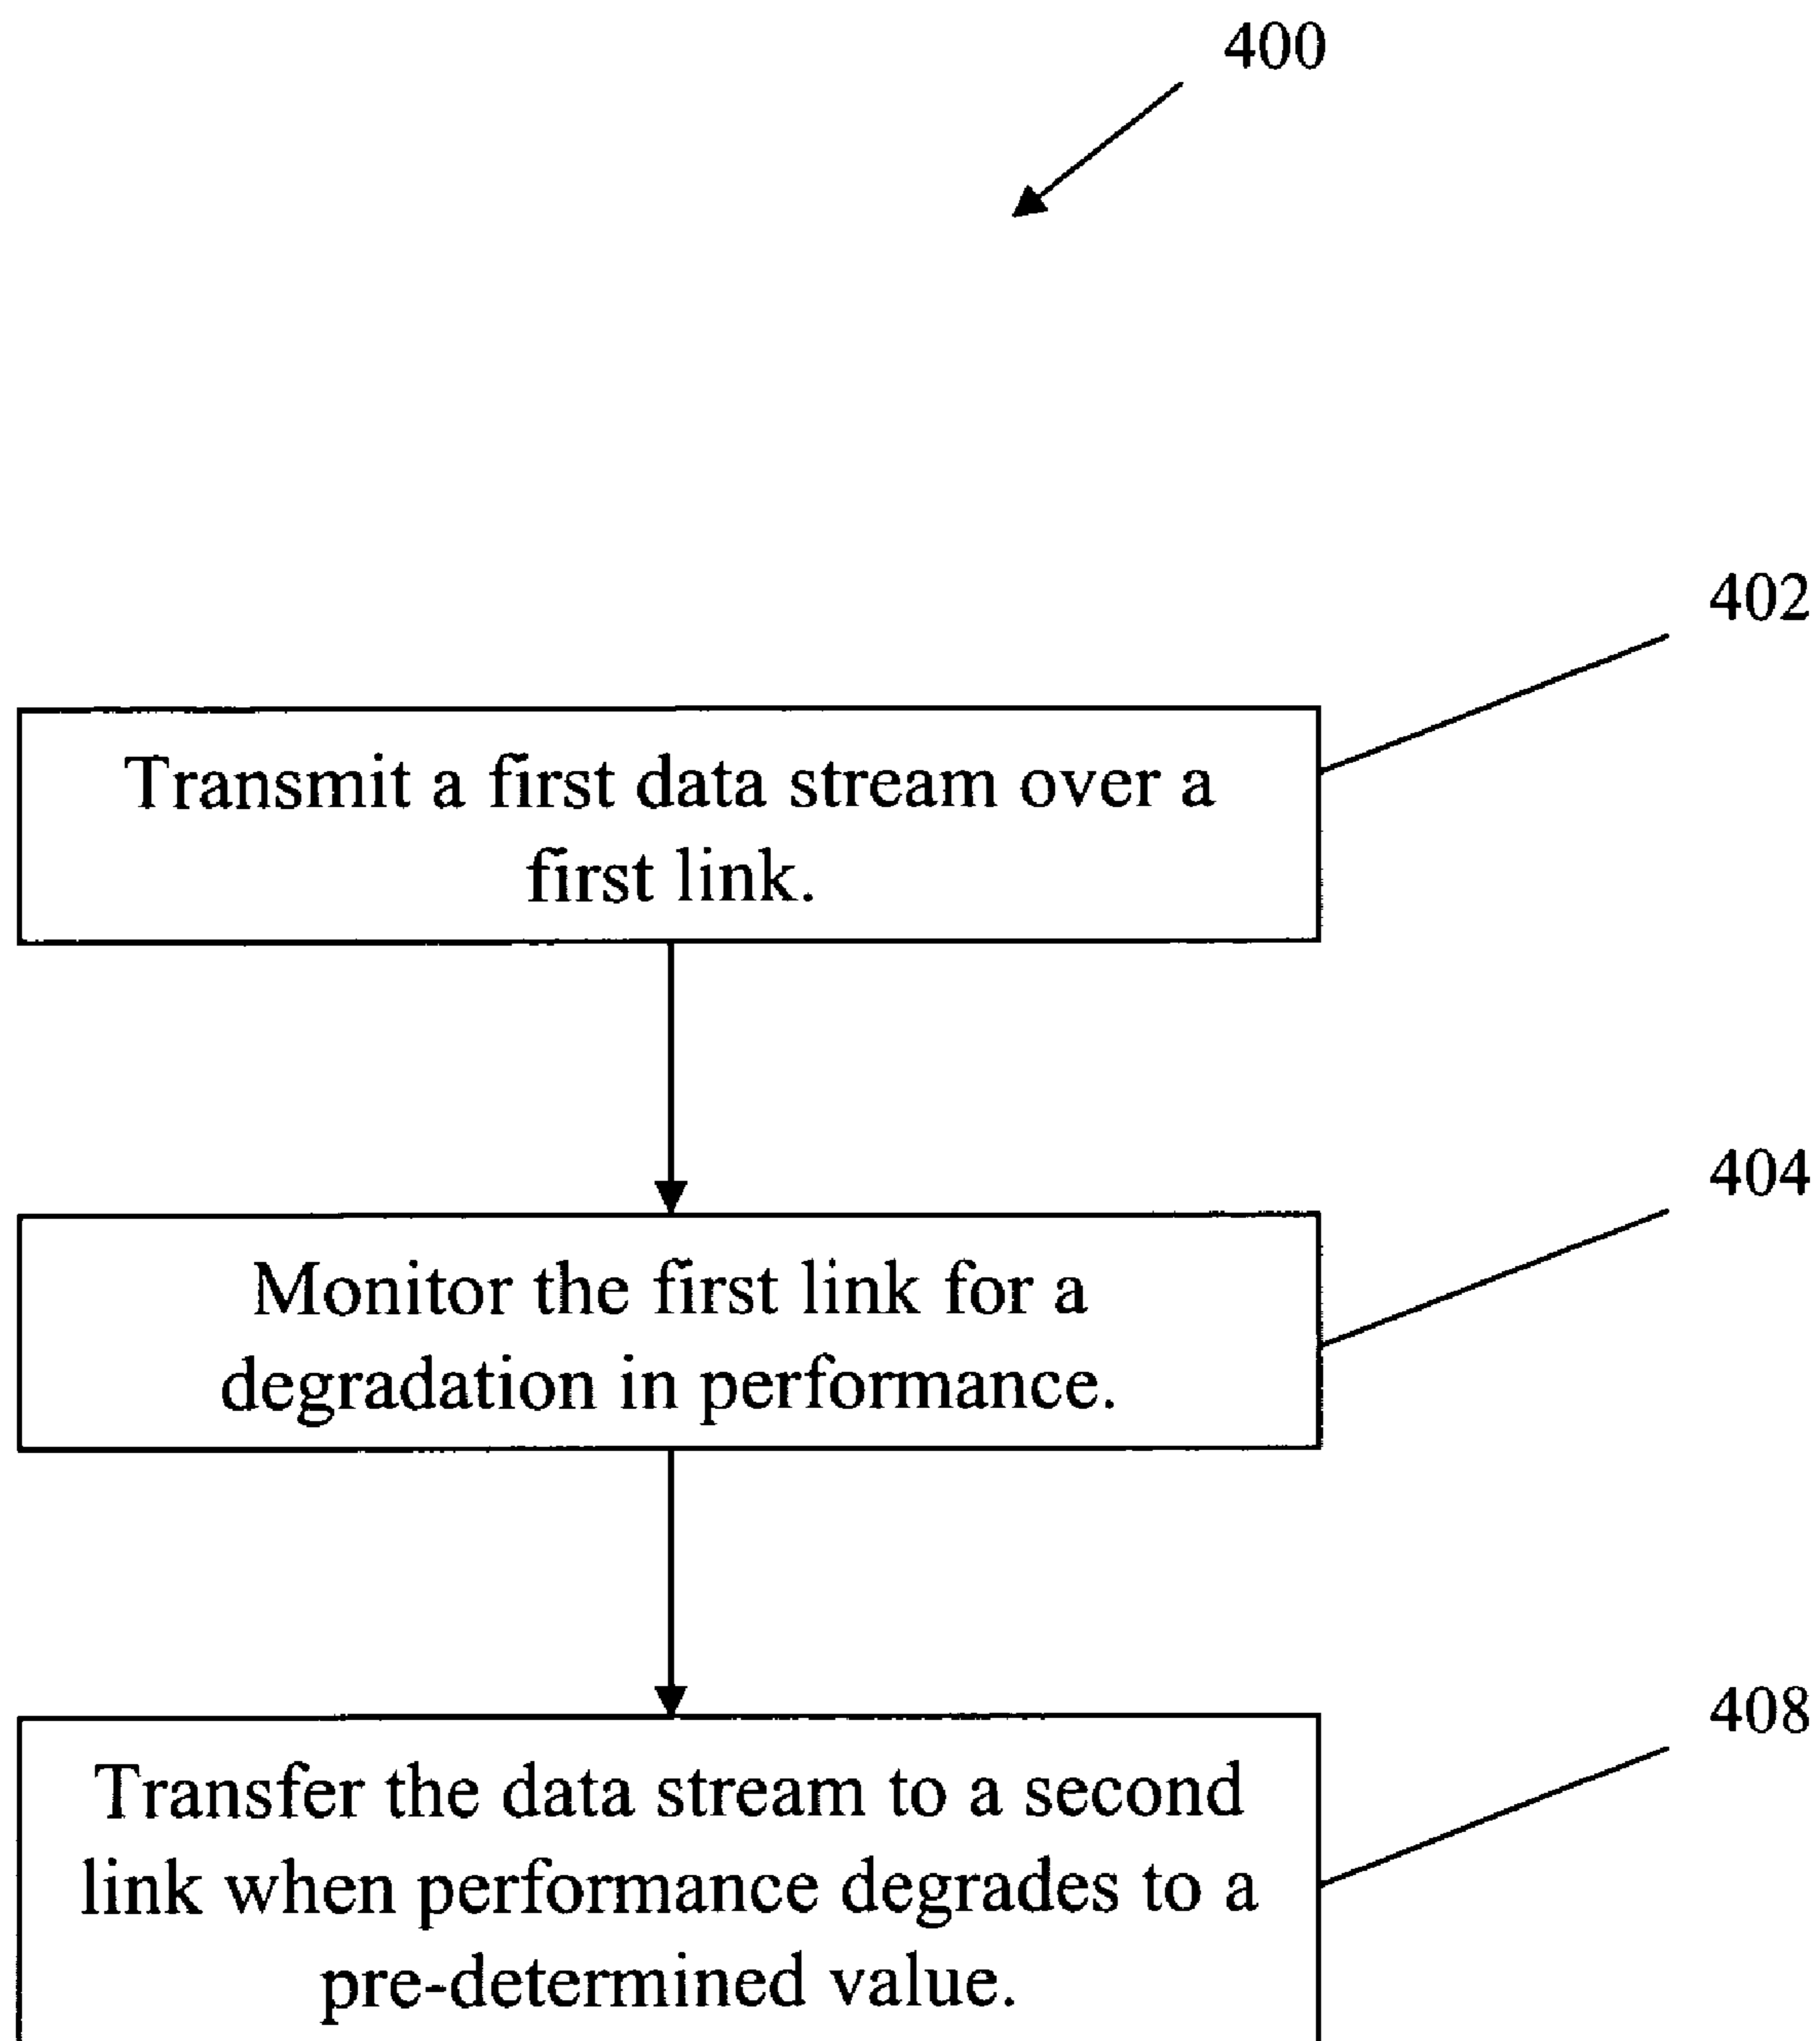 400
402
Transmit a first data stream over a
first link.
404
Monitor the first link for a
degradation in performance.
408
Transfer the data stream to a second
link when performance degrades to a
pre-determined value.